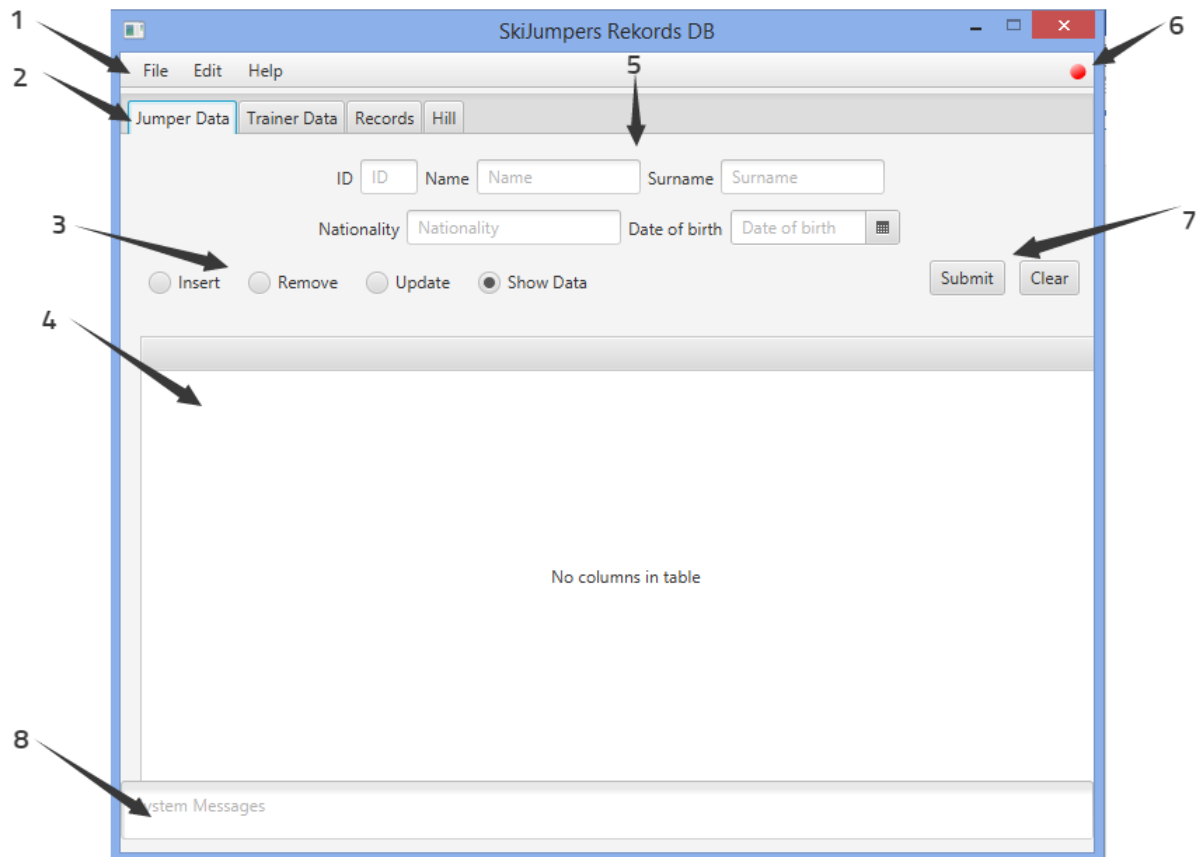 1
SkiJumpers Rekords DB
6
File Edit Help
5
2
Jumper Data Trainer Data Records Hill
ID ID Name Name Surname Surname
3
Nationality Nationality Date of birth Date of birth
7
Insert Remove Update Show Data Submit Clear
4
No columns in table
8
ystem Messages